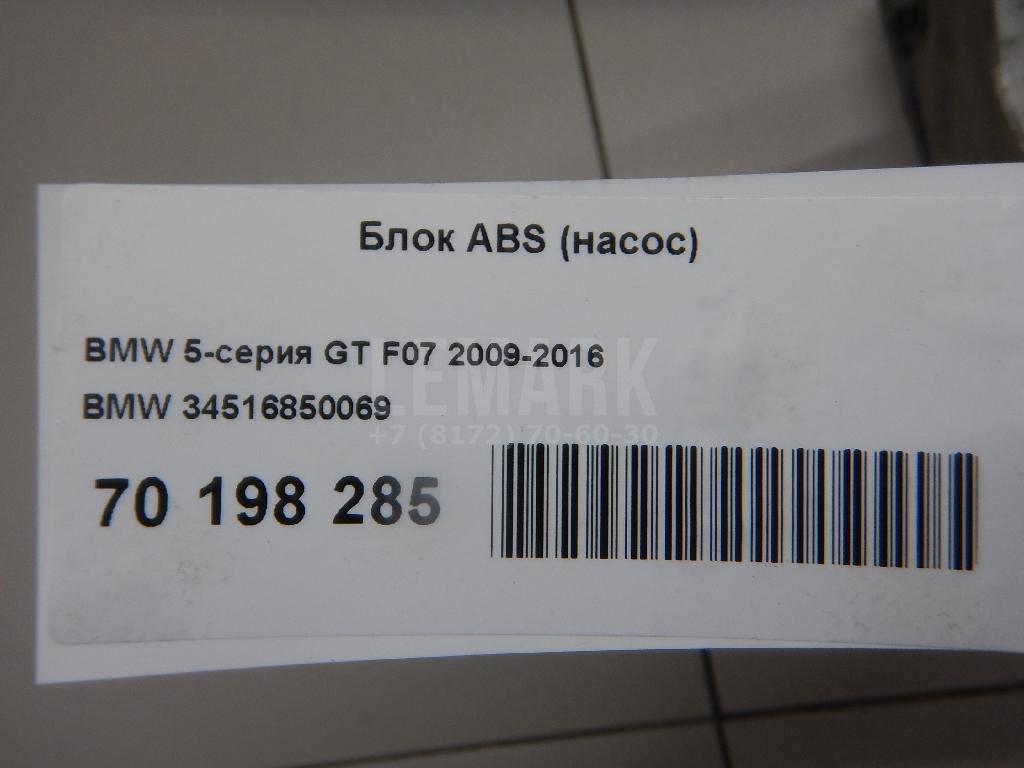 Блок ABS (насос)
BMW 5-серия GT F07 2009-2016
LEMARK
BMW 34516850069
+7 (8172) 70-60-30
70 198 285